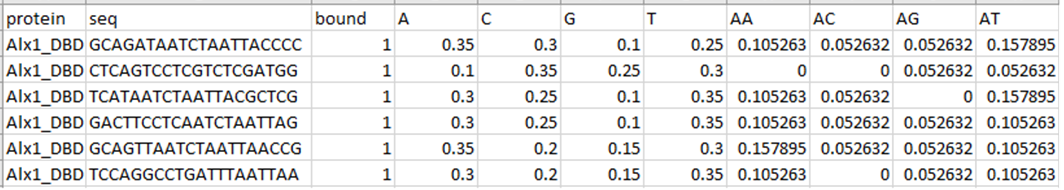 protein seq bound A C G T AA AC AG AT
Alx1_DBD GCAGATAATCTAATTACCCC 1 0.35 0.3 0.1 0.25 0.105263 0.052632 0.052632 0.157895
Alx1_DBD CTCAGTCCTCGTCTCGATGG 1 0.1 0.35 0.25 0.3 0 0 0.052632 0.052632
Alx1_DBD TCATAATCTAATTACGCTCG 1 0.3 0.25 0.1 0.35 0.105263 0.052632 0 0.157895
Alx1_DBD GACTTCCTCAATCTAATTAG 1 0.3 0.25 0.1 0.35 0.105263 0.052632 0.052632 0.105263
Alx1_DBD GCAGTTAATCTAATTAACCG 1 0.35 0.2 0.15 0.3 0.157895 0.052632 0.052632 0.105263
Alx1_DBD TCCAGGCCTGATTTAATTAA 1 0.3 0.2 0.15 0.35 0.105263 0 0.052632 0.105263